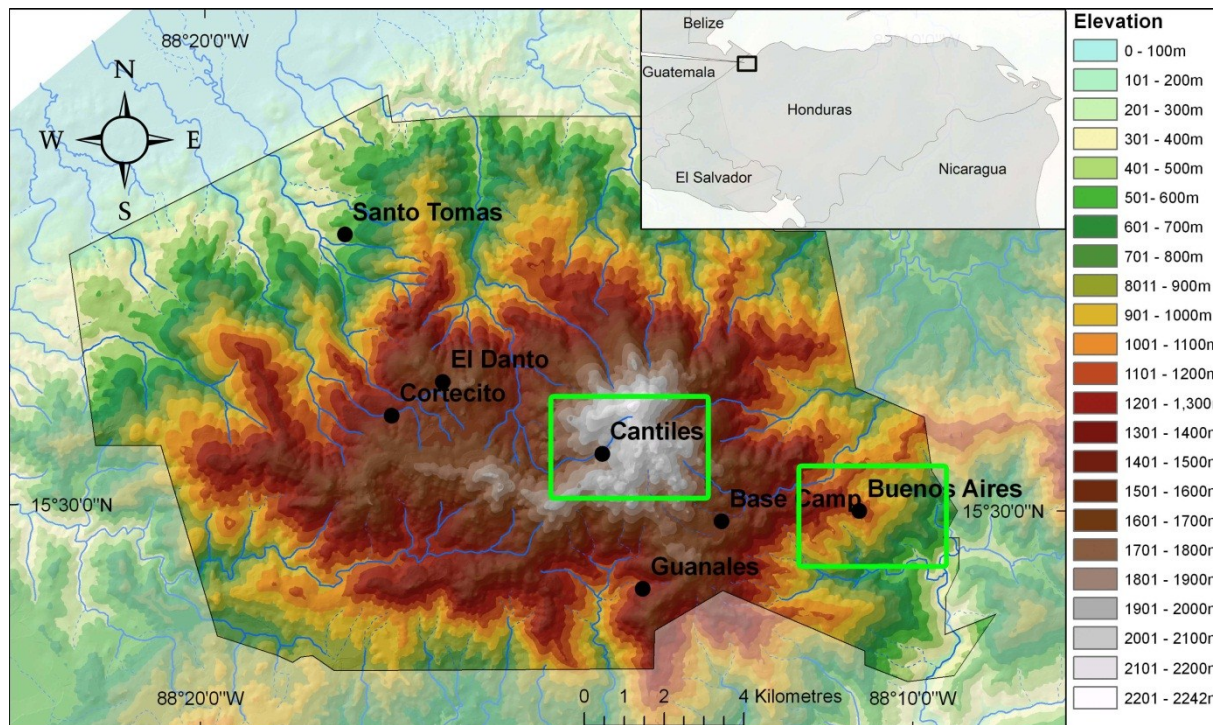 88°20'0"W
N
W
E
S
Belize
Guatemala
Honduras
El Salvador
Nicaragua
Santo Tomas
El Danto
Cortecito
Cantiles
Base Camp
Buenos Aires
Guanales
15°30'0"N
15°30'0"N
88°20'0"W
0 1 2 4 Kilometres
88°10'0"W
Elevation
0 - 100m
101 - 200m
201 - 300m
301 - 400m
401 - 500m
501- 600m
601 - 700m
701 - 800m
8011 - 900m
901 - 1000m
1001 - 1100m
1101 - 1200m
1201 - 1,300m
1301 - 1400m
1401 - 1500m
1501 - 1600m
1601 - 1700m
1701 - 1800m
1801 - 1900m
1901 - 2000m
2001 - 2100m
2101 - 2200m
2201 - 2242m